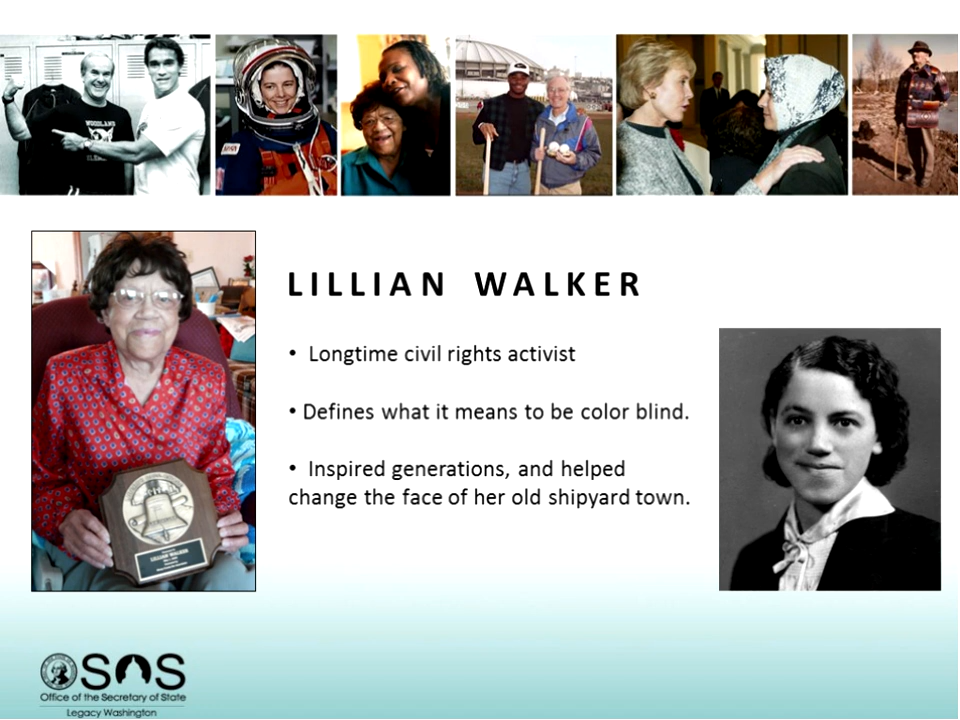 WOODLAND
LILLIAN WALKER
• Longtime civil rights activist
• Defines what it means to be color blind.
• Inspired generations, and helped
change the face of her old shipyard town.
LILLIAN WALKER
SOS
Office of the Secretary of State
Legacy Washington